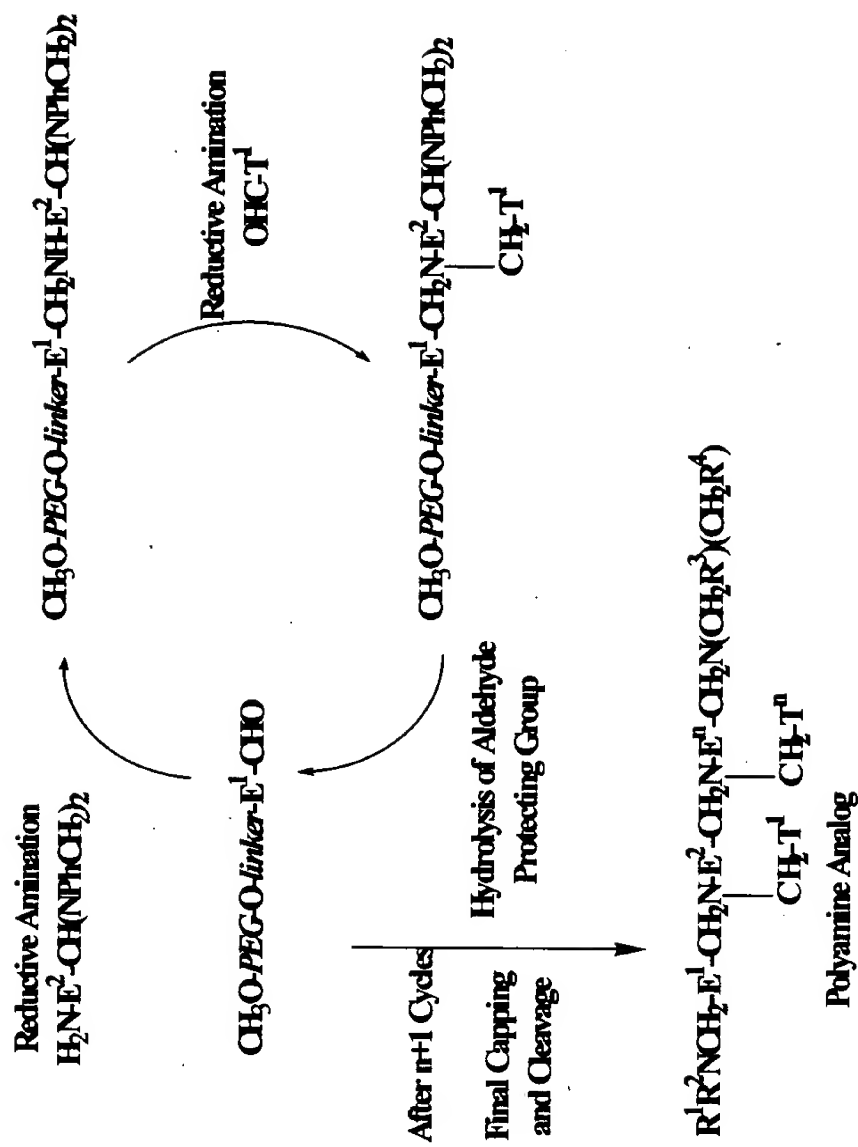 Reductive Amination
H₂N-E²-CH(NPhCH₂)₂
CH₃O-PEG-O-linker-E¹-CH₂NH-E²-CH(NPhCH₂)₂
Reductive Amination
OHC-T¹
CH₃O-PEG-O-linker-E¹-CHO
CH₃O-PEG-O-linker-E¹-CH₂N-E²-CH(NPhCH₂)₂
CH₂-T¹
Hydrolysis of Aldehyde
Protecting Group
After n+1 Cycles
Final Capping
and Cleavage
R¹R²NCH₂-E¹-CH₂N-E²-CH₂N-Eⁿ-CH₂N(CH₂R³)(CH₂R⁴)
CH₂-T¹ CH₂-Tⁿ
Polyamine Analog